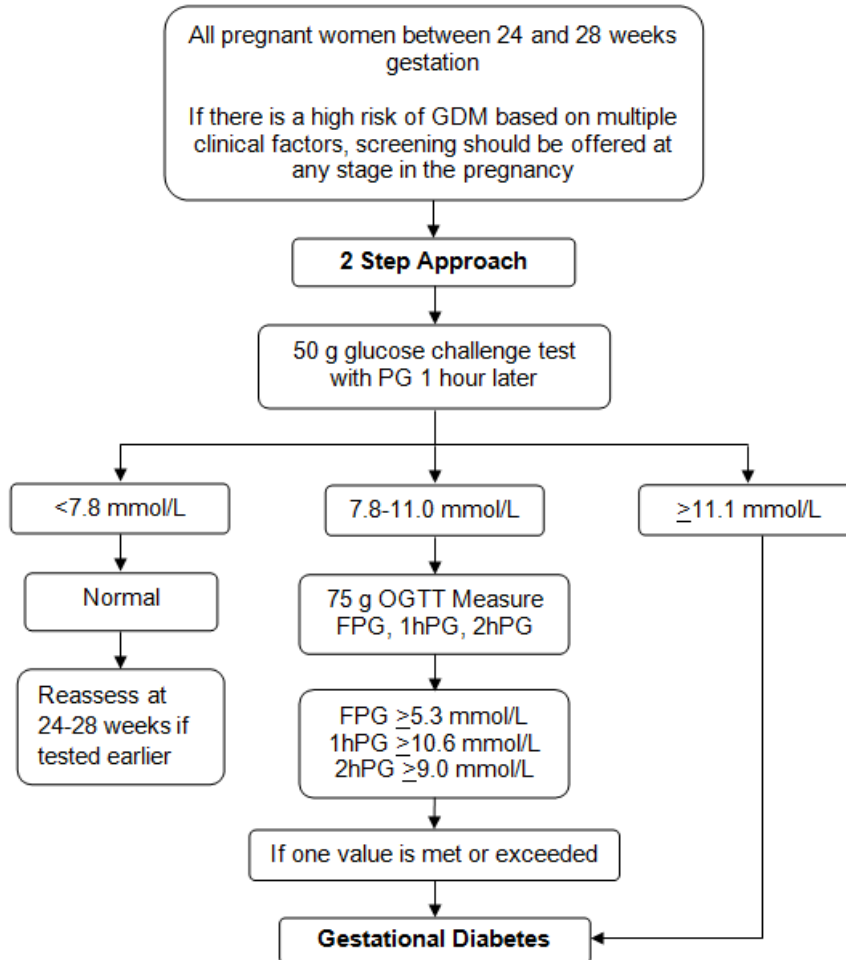 All pregnant women between 24 and 28 weeks
gestation
If there is a high risk of GDM based on multiple
clinical factors, screening should be offered at
any stage in the pregnancy
2 Step Approach
50 g glucose challenge test
with PG 1 hour later
<7.8 mmol/L
7.8-11.0 mmol/L
≥11.1 mmol/L
Normal
75 g OGTT Measure
FPG, 1hPG, 2hPG
Reassess at
24-28 weeks if
tested earlier
FPG ≥5.3 mmol/L
1hPG ≥10.6 mmol/L
2hPG ≥9.0 mmol/L
If one value is met or exceeded
Gestational Diabetes